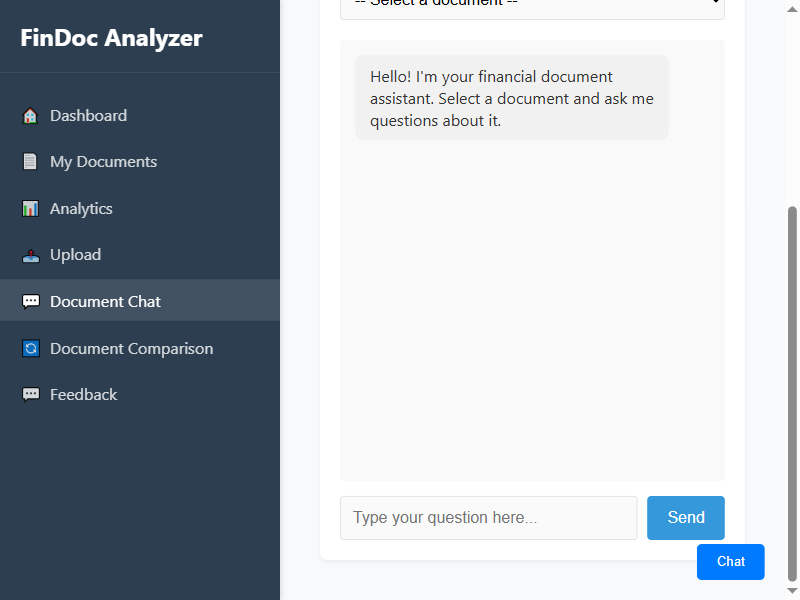 FinDoc Analyzer
Dashboard
My Documents
Analytics
Upload
Document Chat
Document Comparison
Feedback
-- Select a document --
Hello! I'm your financial document
assistant. Select a document and ask me
questions about it.
Type your question here...
Send
Chat